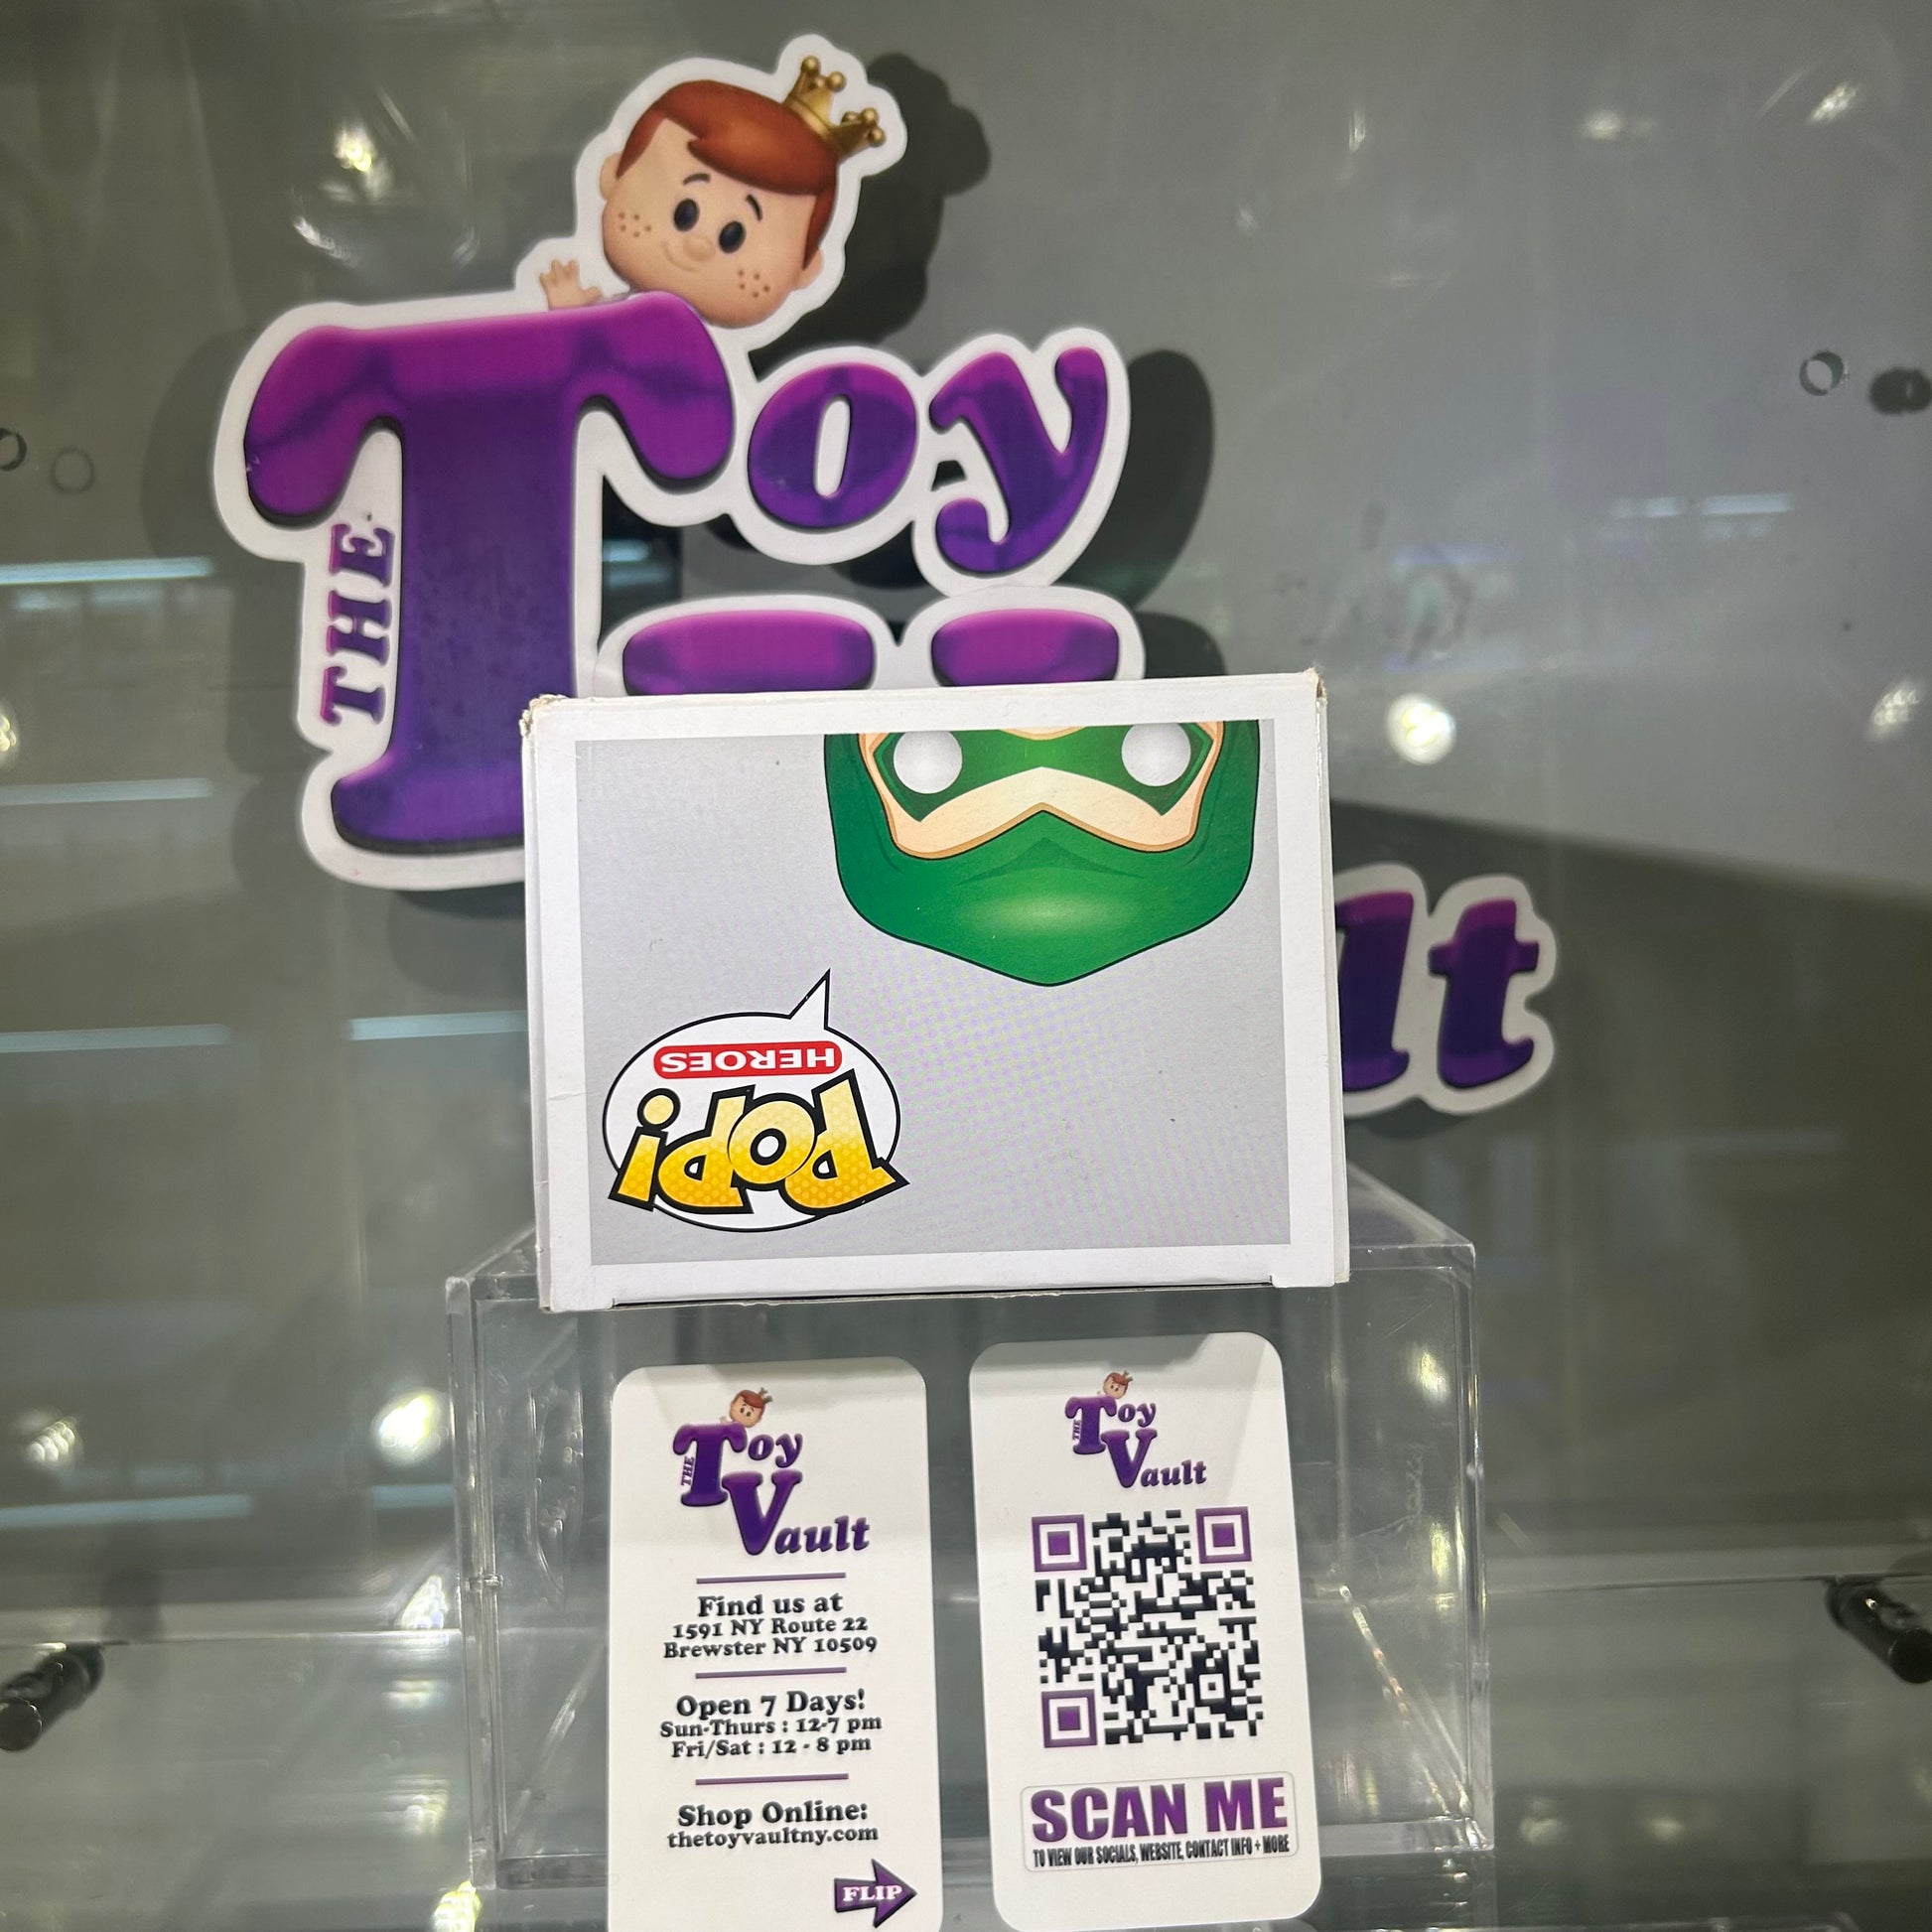 THE Toy
lt
HEROES
POP!
THE Toy
Vault
Find us at
1591 NY Route 22
Brewster NY 10509
Open 7 Days!
Sun-Thurs : 12-7 pm
Fri/Sat : 12 - 8 pm
Shop Online:
thetoyvaultny.com
FLIP
THE Toy
Vault
SCAN ME
TO VIEW OUR SOCIALS, WEBSITE, CONTACT INFO + MORE